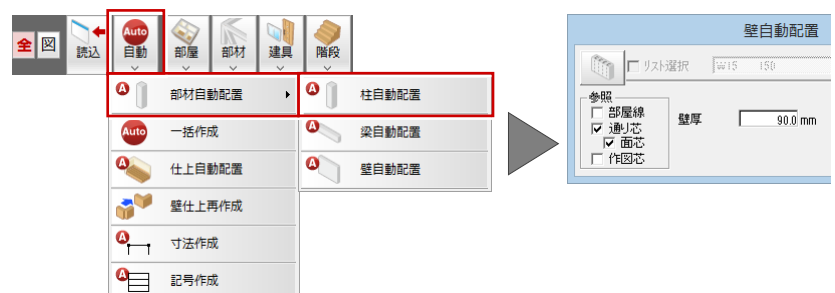 全 図 読込 Auto 自動 部屋 部材 建具 階段
A 部材自動配置 A 柱自動配置
Auto 一括作成 A 梁自動配置
A 仕上自動配置 A 壁自動配置
壁仕上再作成
A 寸法作成
A 記号作成
壁自動配置
リスト選択 W15 150
参照
部屋線
通り芯
面芯
作図芯
壁厚 90.0 mm